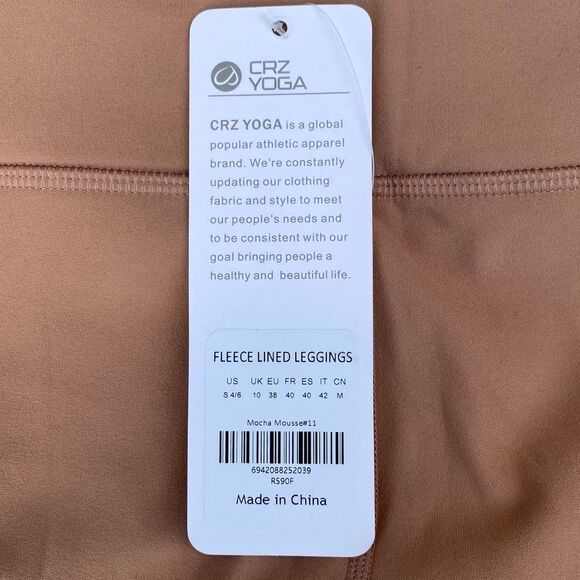 CRZ
YOGA
CRZ YOGA is a global
popular athletic apparel
brand. We're constantly
updating our clothing
fabric and style to meet
our people's needs and
to be consistent with our
goal bringing people a
healthy and beautiful life.
FLEECE LINED LEGGINGS
US UK EU FR ES IT CN
S 4/6 10 38 40 40 42 M
Mocha Mousse#11
6942088252039
R590F
Made in China